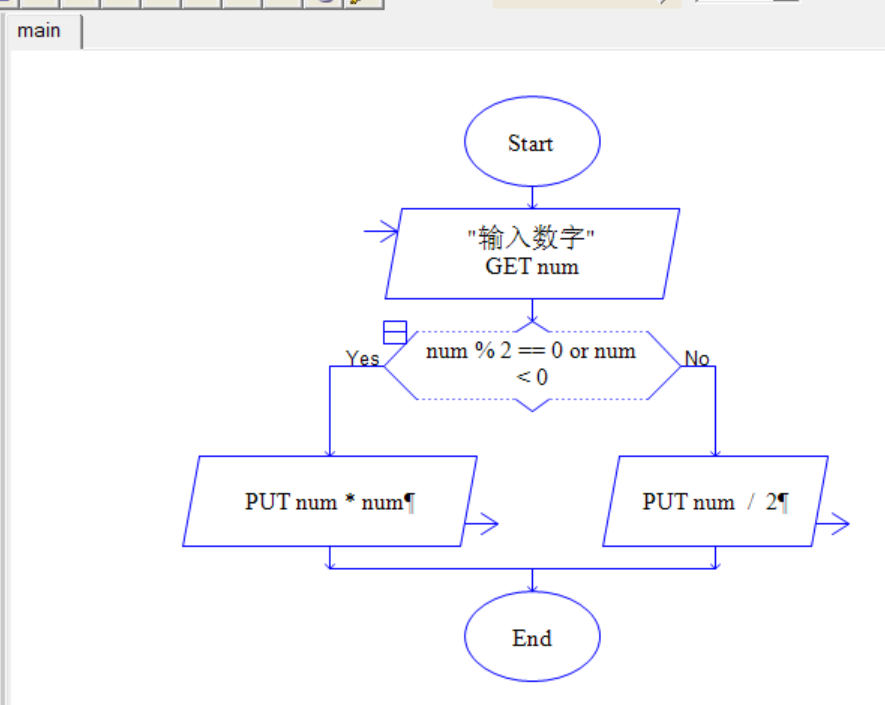 main
Start
"输入数字"
GET num
num % 2 == 0 or num
< 0
Yes
No
PUT num * num¶
PUT num / 2¶
End